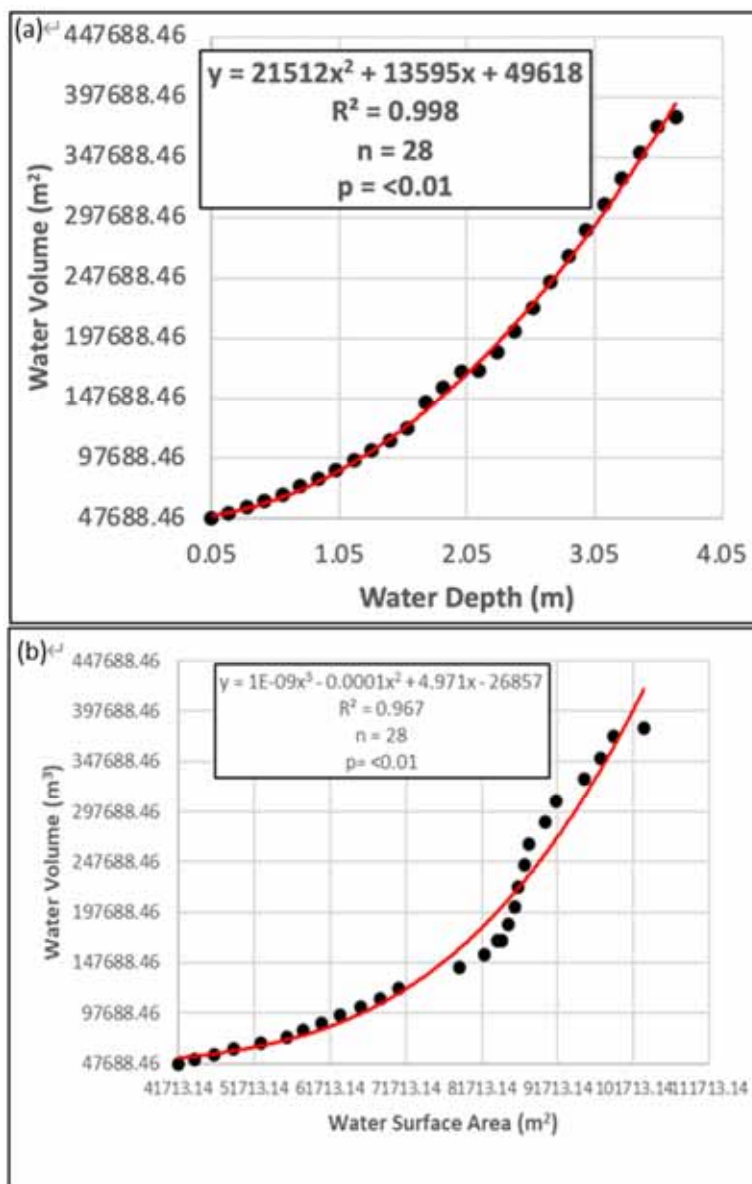 (a)↵
447688.46
397688.46
347688.46
297688.46
247688.46
197688.46
147688.46
97688.46
47688.46
Water Volume (m²)
y = 21512x² + 13595x + 49618
R² = 0.998
n = 28
p = <0.01
0.05 1.05 2.05 3.05 4.05
Water Depth (m)
(b)↵
447688.46
397688.46
347688.46
297688.46
247688.46
197688.46
147688.46
97688.46
47688.46
Water Volume (m³)
y = 1E-09x³ - 0.0001x² + 4.971x - 26857
R² = 0.967
n = 28
p= <0.01
41713.14 51713.14 61713.14 71713.14 81713.14 91713.14 101713.14 111713.14
Water Surface Area (m²)